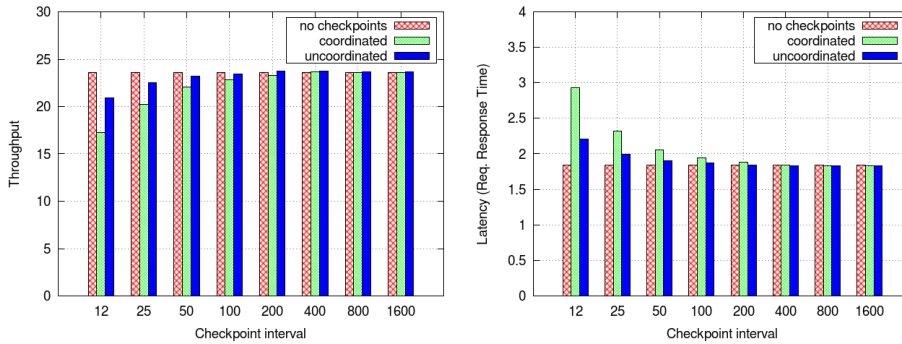 30
25
20
15
10
5
0
Throughput
no checkpoints
coordinated
uncoordinated
12 25 50 100 200 400 800 1600
Checkpoint interval
4
3.5
3
2.5
2
1.5
1
0.5
0
Latency (Req. Response Time)
no checkpoints
coordinated
uncoordinated
12 25 50 100 200 400 800 1600
Checkpoint interval